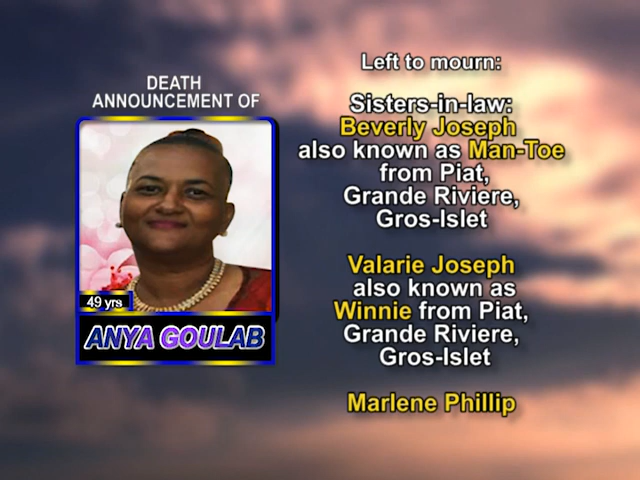 DEATH
ANNOUNCEMENT OF
49 yrs
ANYA GOULAB
Left to mourn:
Sisters-in-law:
Beverly Joseph
also known as Man-Toe
from Piat,
Grande Riviere,
Gros-Islet
Valarie Joseph
also known as
Winnie from Piat,
Grande Riviere,
Gros-Islet
Marlene Phillip